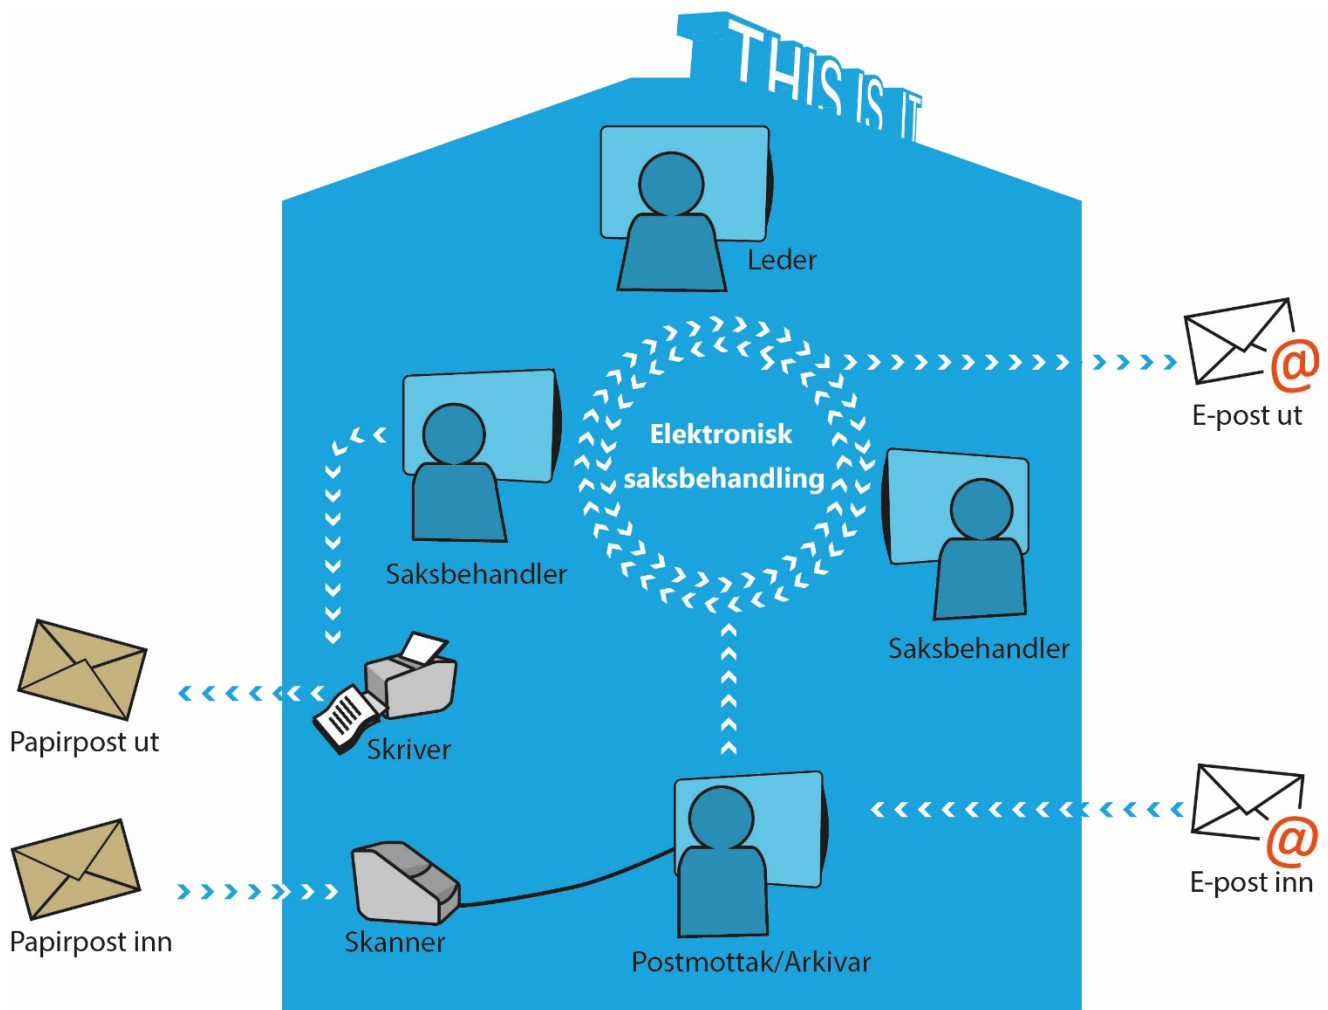 THIS IS IT
Leder
E-post ut
Elektronisk
saksbehandling
Saksbehandler
Saksbehandler
Papirpost ut
Skriver
E-post inn
Papirpost inn
Skanner
Postmottak/Arkivar